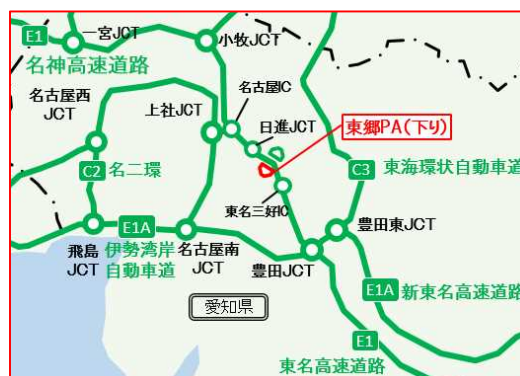 E1
一宮JCT
小牧JCT
名神高速道路
名古屋西
JCT
上社JCT
名古屋IC
日進JCT
東郷PA(下り)
C2
名二環
C3
東海環状自動車道
東名三好IC
E1A
飛島
JCT
伊勢湾岸
自動車道
名古屋南
JCT
豊田JCT
豊田東JCT
E1A
新東名高速道路
愛知県
E1
東名高速道路